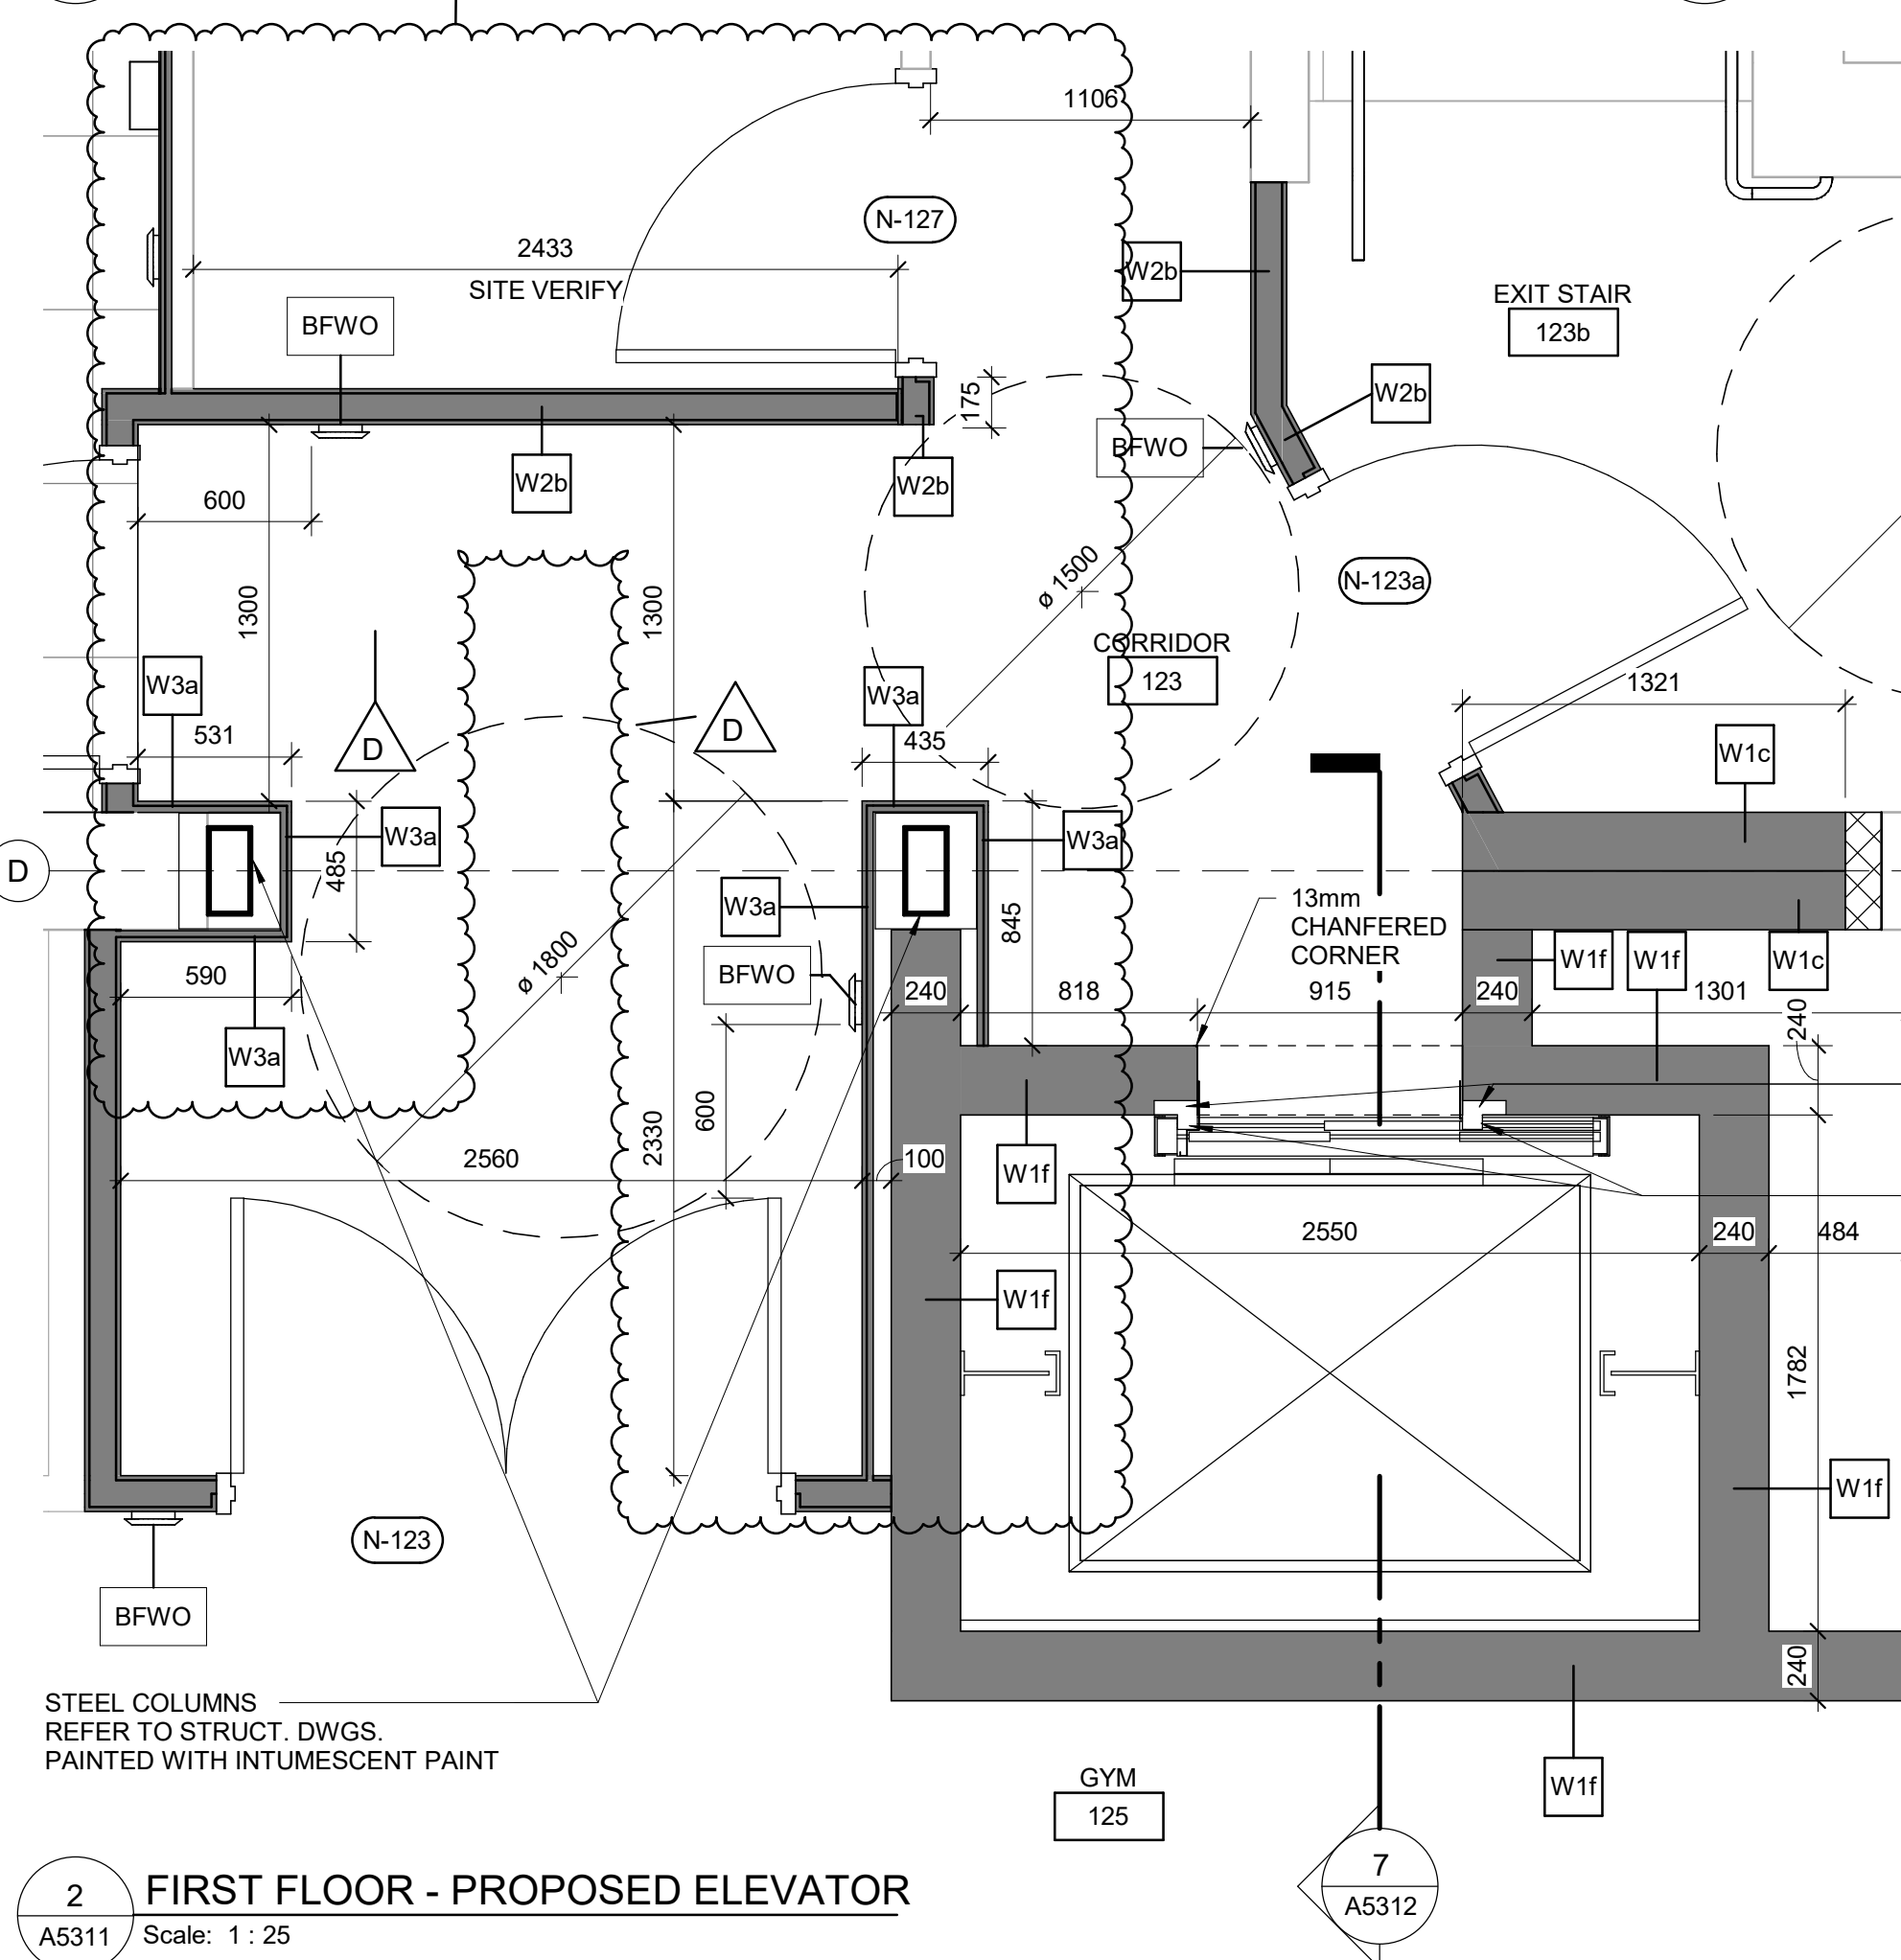 1106
N-127
2433
SITE VERIFY
W2b
EXIT STAIR
123b
BFWO
W2b
175
BFWO
W2b
W2b
600
1300
1300
ø 1500
N-123a
CORRIDOR
123
W3a
W3a
1321
531
D
D
435
W1c
W3a
W3a
D
485
W3a
845
13mm
CHANFERED
CORNER
590
ø 1800
BFWO
240
818
915
W1f
W1f
W1c
240
1301
240
W3a
600
2330
2560
100
W1f
2550
240
484
W1f
1782
W1f
N-123
BFWO
240
STEEL COLUMNS
REFER TO STRUCT. DWGS.
PAINTED WITH INTUMESCENT PAINT
GYM
125
W1f
2
A5311
FIRST FLOOR - PROPOSED ELEVATOR
Scale: 1 : 25
7
A5312